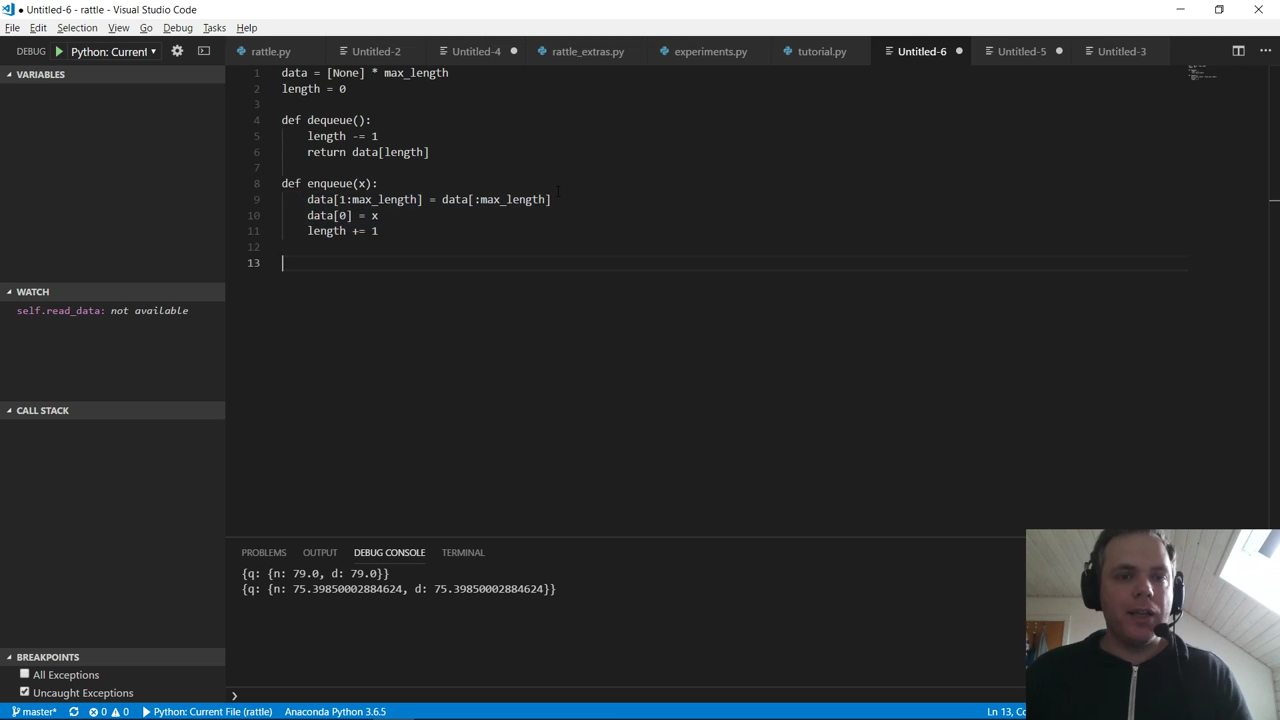 ● Untitled-6 - rattle - Visual Studio Code
File Edit Selection View Go Debug Tasks Help
DEBUG Python: Current
rattle.py Untitled-2 Untitled-4 rattle_extras.py experiments.py tutorial.py Untitled-6 Untitled-5 Untitled-3
VARIABLES
WATCH
self.read_data: not available
CALL STACK
BREAKPOINTS
All Exceptions
Uncaught Exceptions
1 data = [None] * max_length
2 length = 0
3
4 def dequeue():
5 length -= 1
6 return data[length]
7
8 def enqueue(x):
9 data[1:max_length] = data[:max_length]
10 data[0] = x
11 length += 1
12
13
PROBLEMS OUTPUT DEBUG CONSOLE TERMINAL
{q: {n: 79.0, d: 79.0}}
{q: {n: 75.39850002884624, d: 75.39850002884624}}
master* 0 0 Python: Current File (rattle) Anaconda Python 3.6.5 Ln 13, Co